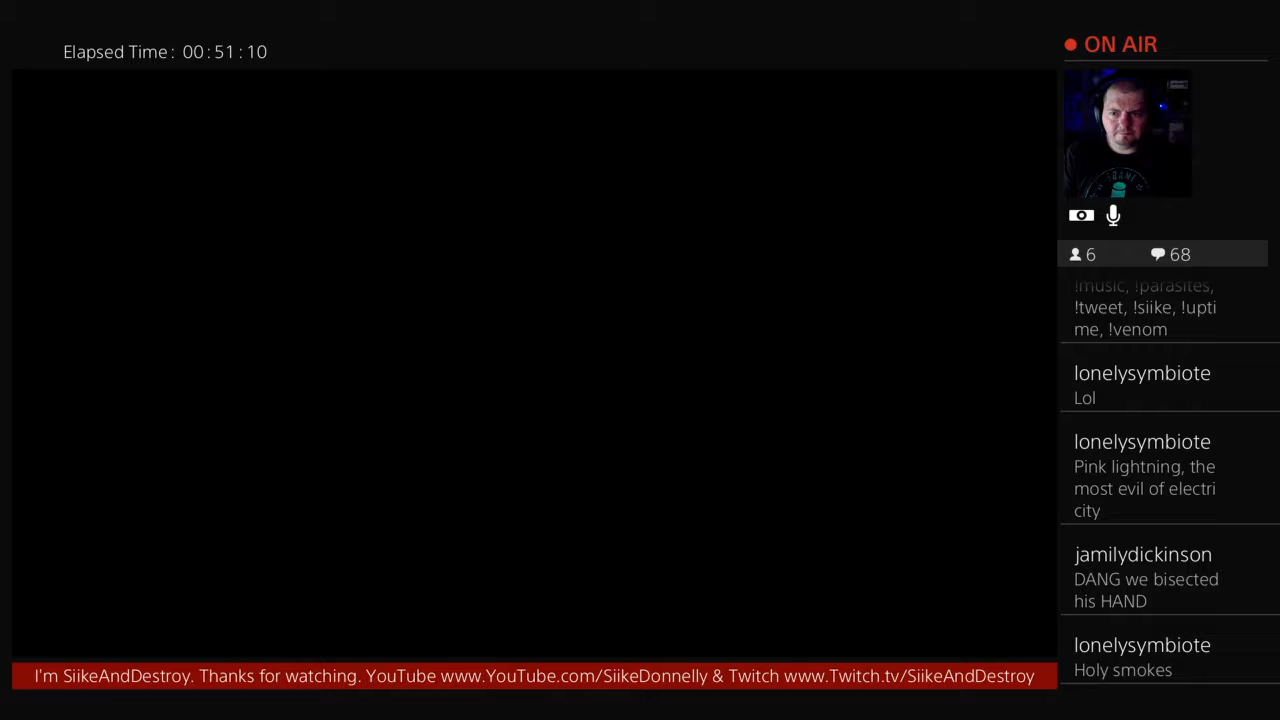 Elapsed Time: 00:51:10
ON AIR
6 68
!music, !parasites,
!tweet, !siike, !upti
me, !venom
lonelysymbiote
Lol
lonelysymbiote
Pink lightning, the
most evil of electri
city
jamilydickinson
DANG we bisected
his HAND
lonelysymbiote
Holy smokes
I'm SiikeAndDestroy. Thanks for watching. YouTube www.YouTube.com/SiikeDonnelly & Twitch www.Twitch.tv/SiikeAndDestroy